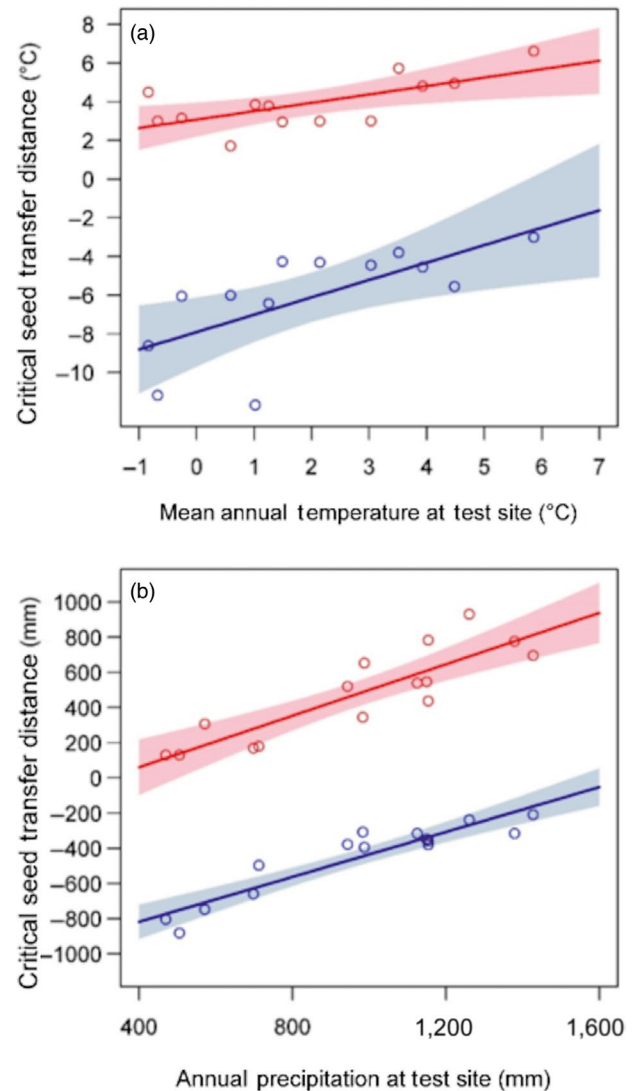 (a)
8
6
4
2
0
−2
−4
−6
−8
−10
Critical seed transfer distance (°C)
−1 0 1 2 3 4 5 6 7
Mean annual temperature at test site (°C)
(b)
1000
800
600
400
200
0
−200
−400
−600
−800
−1000
Critical seed transfer distance (mm)
400 800 1,200 1,600
Annual precipitation at test site (mm)